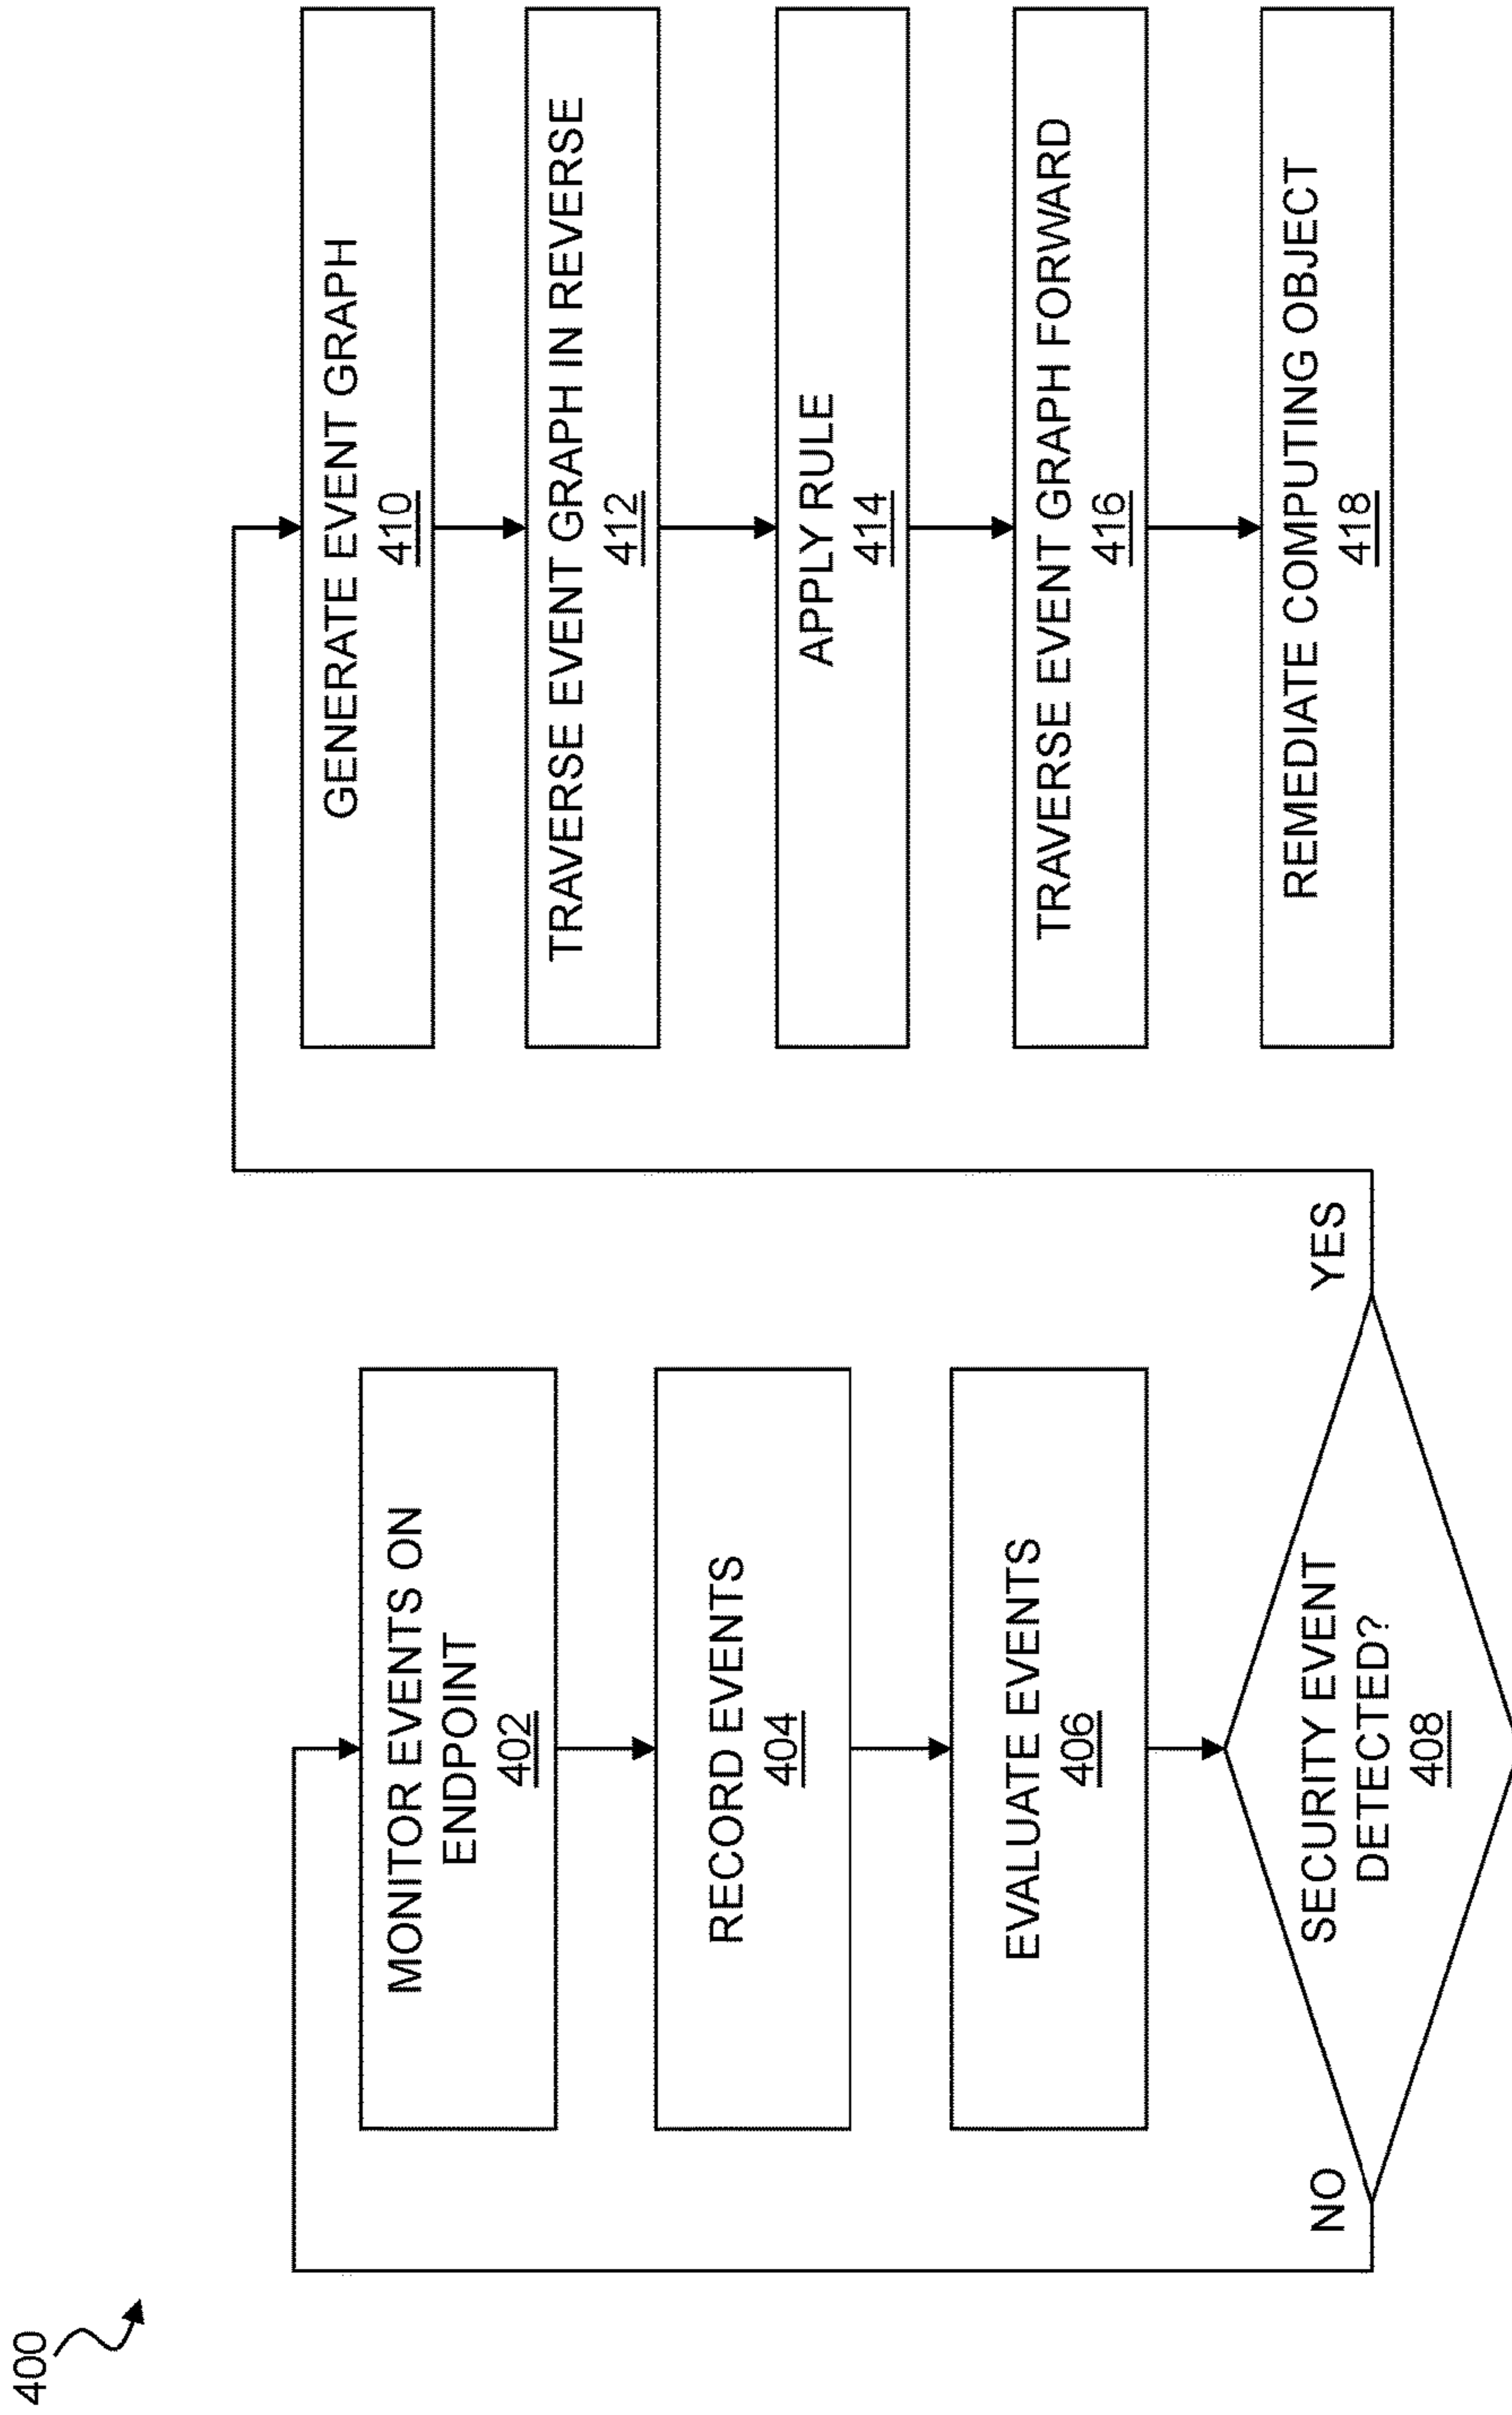 400
MONITOR EVENTS ON
ENDPOINT
402
RECORD EVENTS
404
EVALUATE EVENTS
406
SECURITY EVENT
DETECTED?
408
NO
YES
GENERATE EVENT GRAPH
410
TRAVERSE EVENT GRAPH IN REVERSE
412
APPLY RULE
414
TRAVERSE EVENT GRAPH FORWARD
416
REMEDIATE COMPUTING OBJECT
418